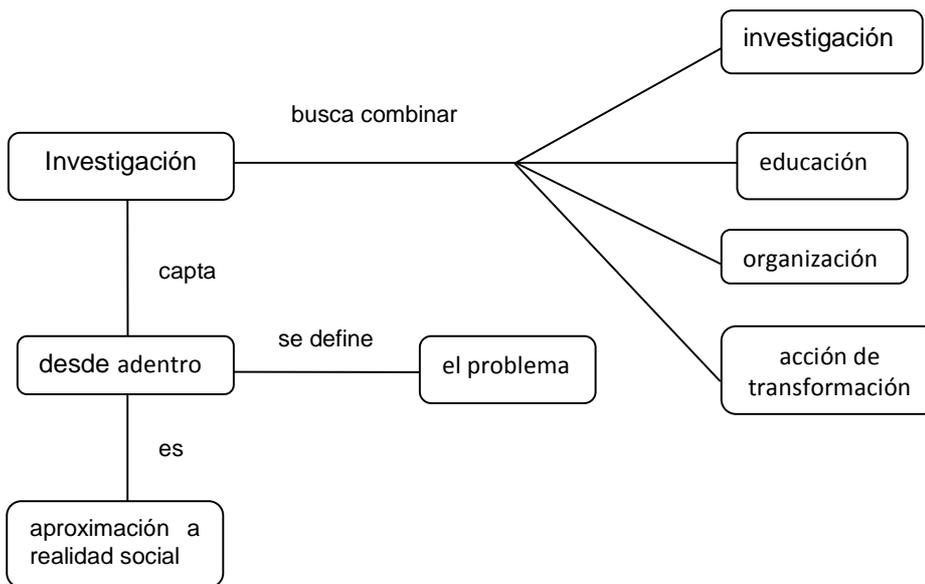 investigación
busca combinar
Investigación
educación
organización
capta
se define
desde adentro
el problema
acción de
transformación
es
aproximación a
realidad social